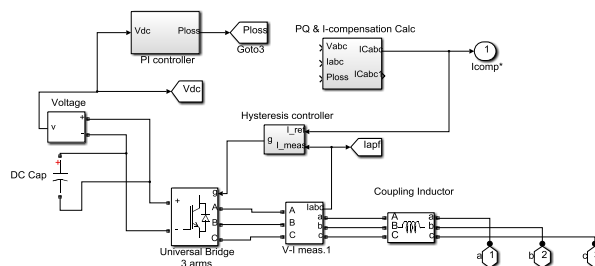 PQ & I-compensation Calc
Vdc
Ploss
Ploss
PI controller
Goto3
Vabc
Iabc
Ploss
ICabc
ICabc1
1
Icomp*
Vdc
Voltage
v
+
-
Hysteresis controller
g
I_ref
I_meas
Iapf
DC Cap
+
+
-
g
A
B
C
Universal Bridge
3 arms
A
B
C
Iabc
a
b
c
V-I meas.1
Coupling Inductor
A
B
C
a
b
c
a
1
b
2
c